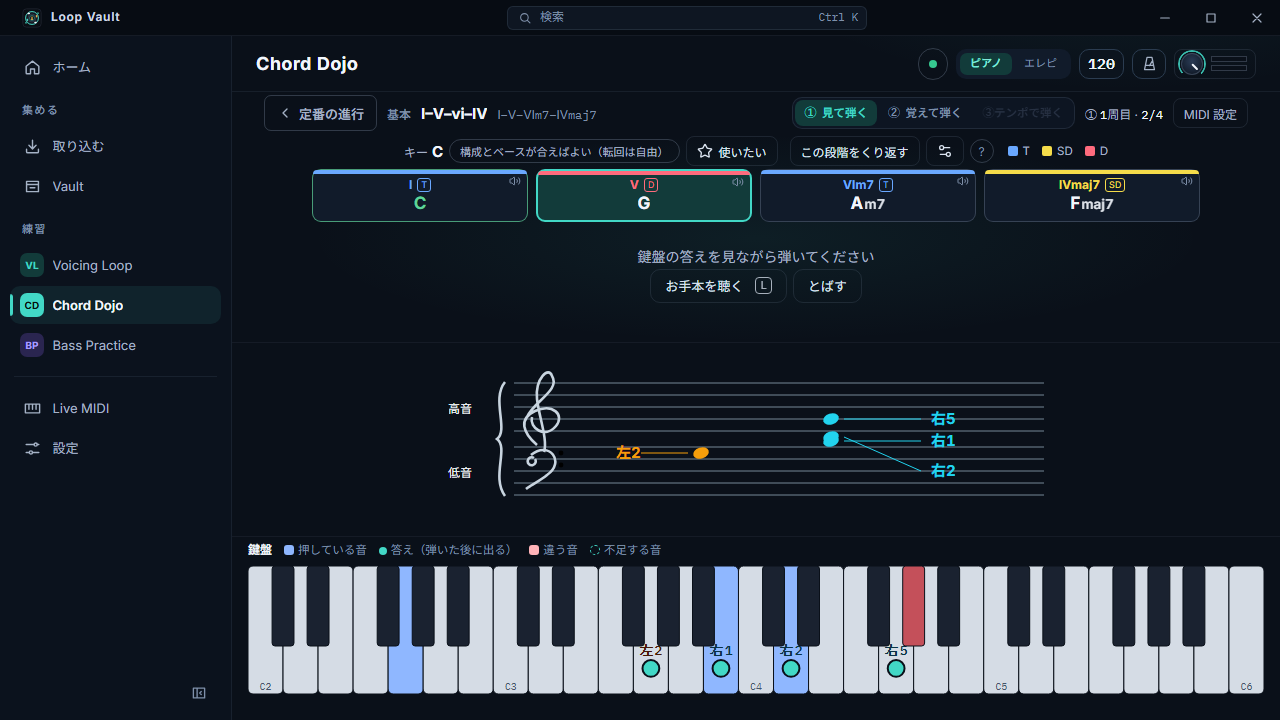 Loop Vault
検索
Ctrl K
ホーム
集める
取り込む
Vault
練習
VL Voicing Loop
CD Chord Dojo
BP Bass Practice
Live MIDI
設定
Chord Dojo
ピアノ エレピ
120
定番の進行
基本 I–V–vi–IV I–V–VIm7–IVmaj7
① 見て弾く ② 覚えて弾く ③テンポで弾く
① 1周目 · 2/4
MIDI 設定
キー C 構成とベースが合えばよい（転回は自由）
使いたい
この段階をくり返す
?
T SD D
I T
C
V D
G
VIm7 T
Am7
IVmaj7 SD
Fmaj7
鍵盤の答えを見ながら弾いてください
お手本を聴く L
とばす
高音
低音
左2
右5
右1
右2
鍵盤 押している音 答え（弾いた後に出る） 違う音 不足する音
左2 右1 右2 右5
C2 C3 C4 C5 C6